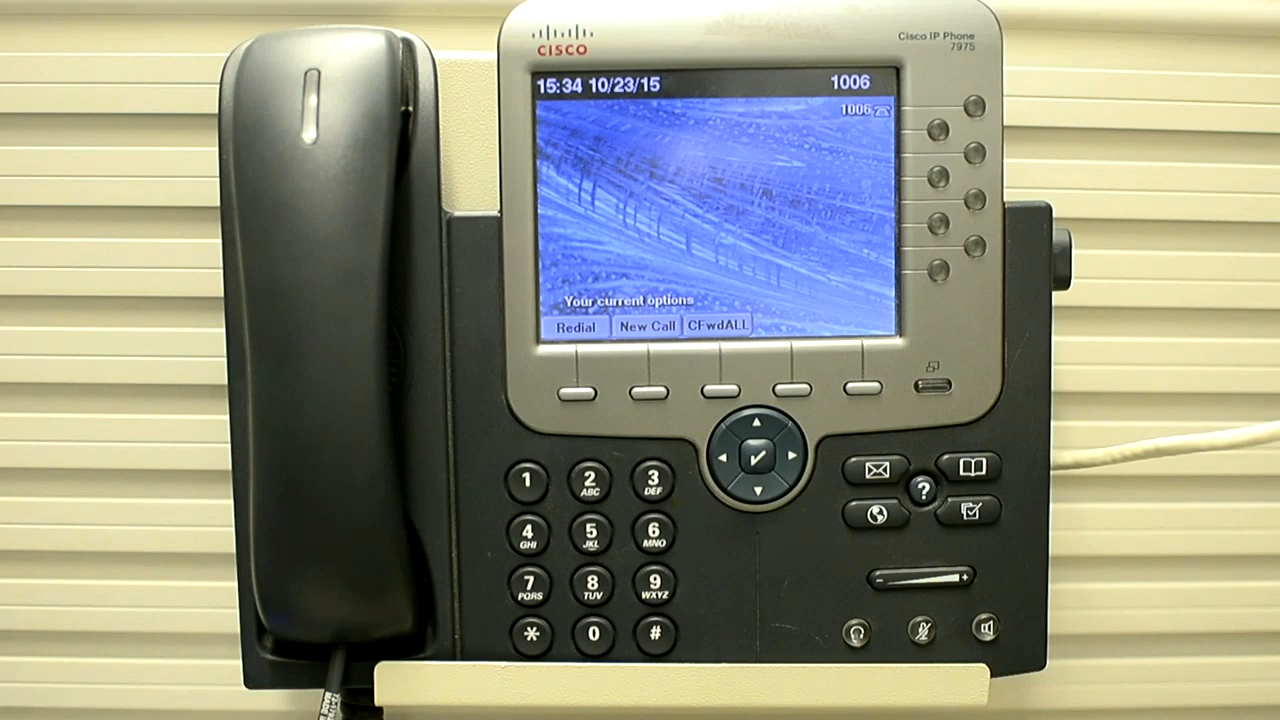 CISCO
Cisco IP Phone
7975
15:34 10/23/15 1006
1006
Your current options
Redial New Call CFwdALL
1 2 ABC 3 DEF
4 GHI 5 JKL 6 MNO
7 PQRS 8 TUV 9 WXYZ
* 0 #
?
- +